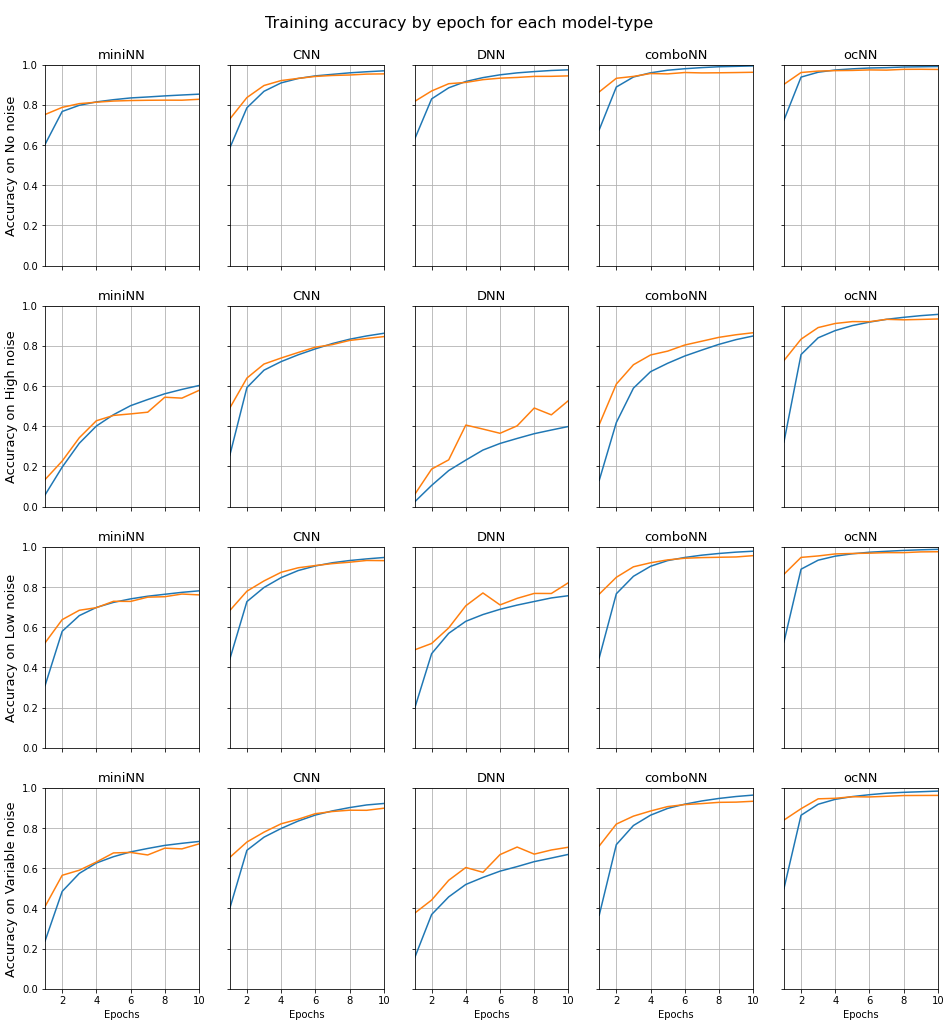 Training accuracy by epoch for each model-type
miniNN CNN DNN comboNN ocNN
Accuracy on No noise
1.0
0.8
0.6
0.4
0.2
0.0
miniNN CNN DNN comboNN ocNN
Accuracy on High noise
1.0
0.8
0.6
0.4
0.2
0.0
miniNN CNN DNN comboNN ocNN
Accuracy on Low noise
1.0
0.8
0.6
0.4
0.2
0.0
miniNN CNN DNN comboNN ocNN
Accuracy on Variable noise
1.0
0.8
0.6
0.4
0.2
0.0
2 4 6 8 10 2 4 6 8 10 2 4 6 8 10 2 4 6 8 10 2 4 6 8 10
Epochs Epochs Epochs Epochs Epochs